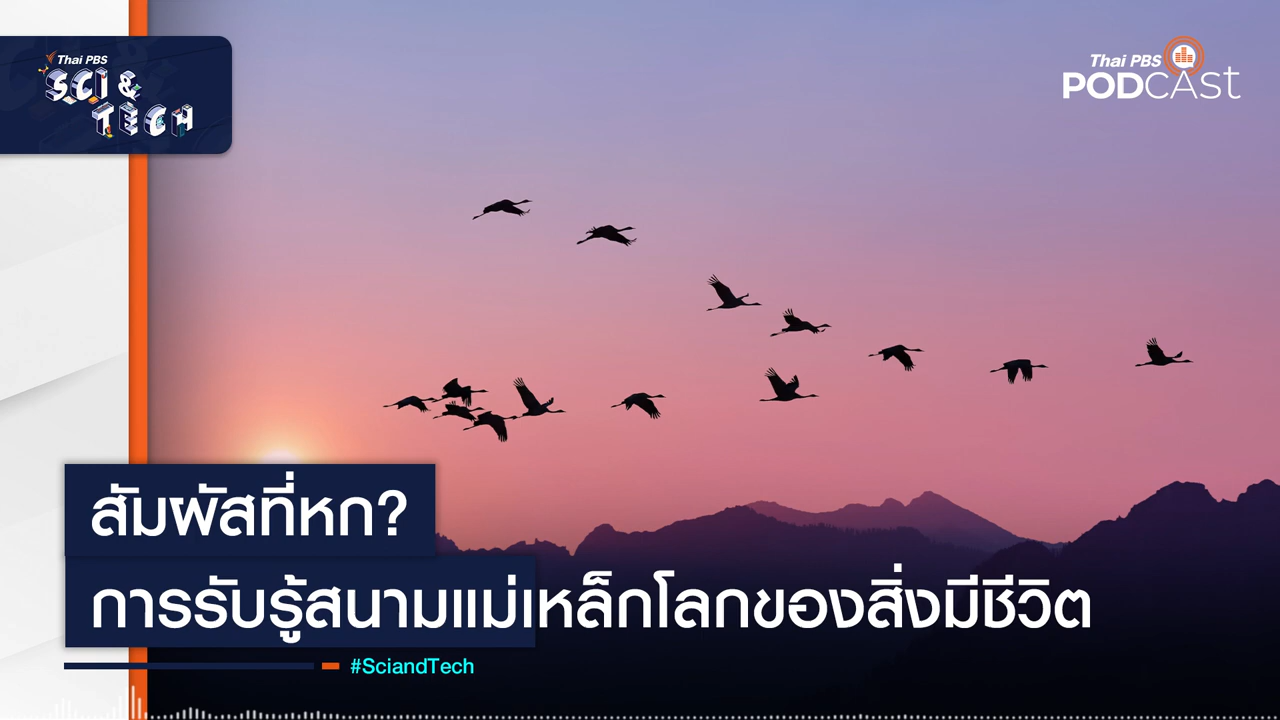 Thai PBS
SCI &
TECH
Thai PBS
PODCAST
สัมผัสที่หก?
การรับรู้สนามแม่เหล็กโลกของสิ่งมีชีวิต
#SciandTech